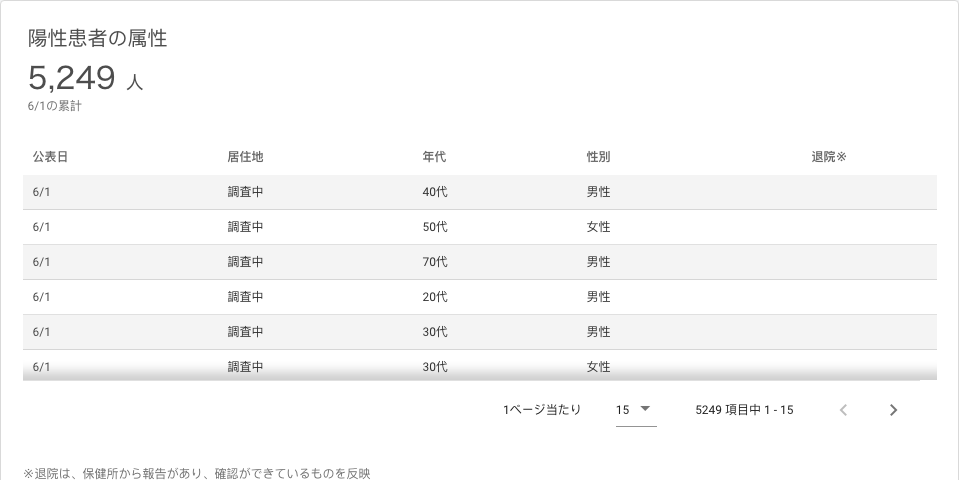 陽性患者の属性
5,249 人
6/1の累計
公表日 居住地 年代 性別 退院※
6/1 調査中 40代 男性
6/1 調査中 50代 女性
6/1 調査中 70代 男性
6/1 調査中 20代 男性
6/1 調査中 30代 男性
6/1 調査中 30代 女性
1ページ当たり 15 5249 項目中 1 - 15
※退院は、保健所から報告があり、確認ができているものを反映